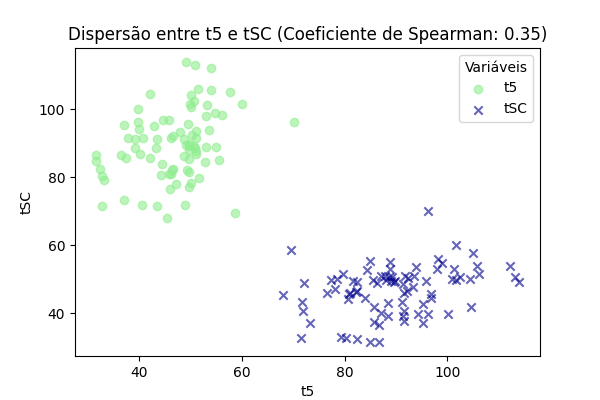 Dispersão entre t5 e tSC (Coeficiente de Spearman: 0.35)
Variáveis
t5
tSC
tSC
100
80
60
40
40
60
80
100
t5